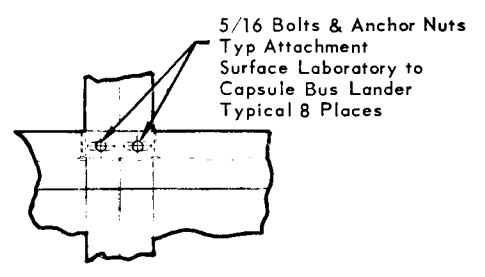 5/16 Bolts & Anchor Nuts
Typ Attachment
Surface Laboratory to
Capsule Bus Lander
Typical 8 Places